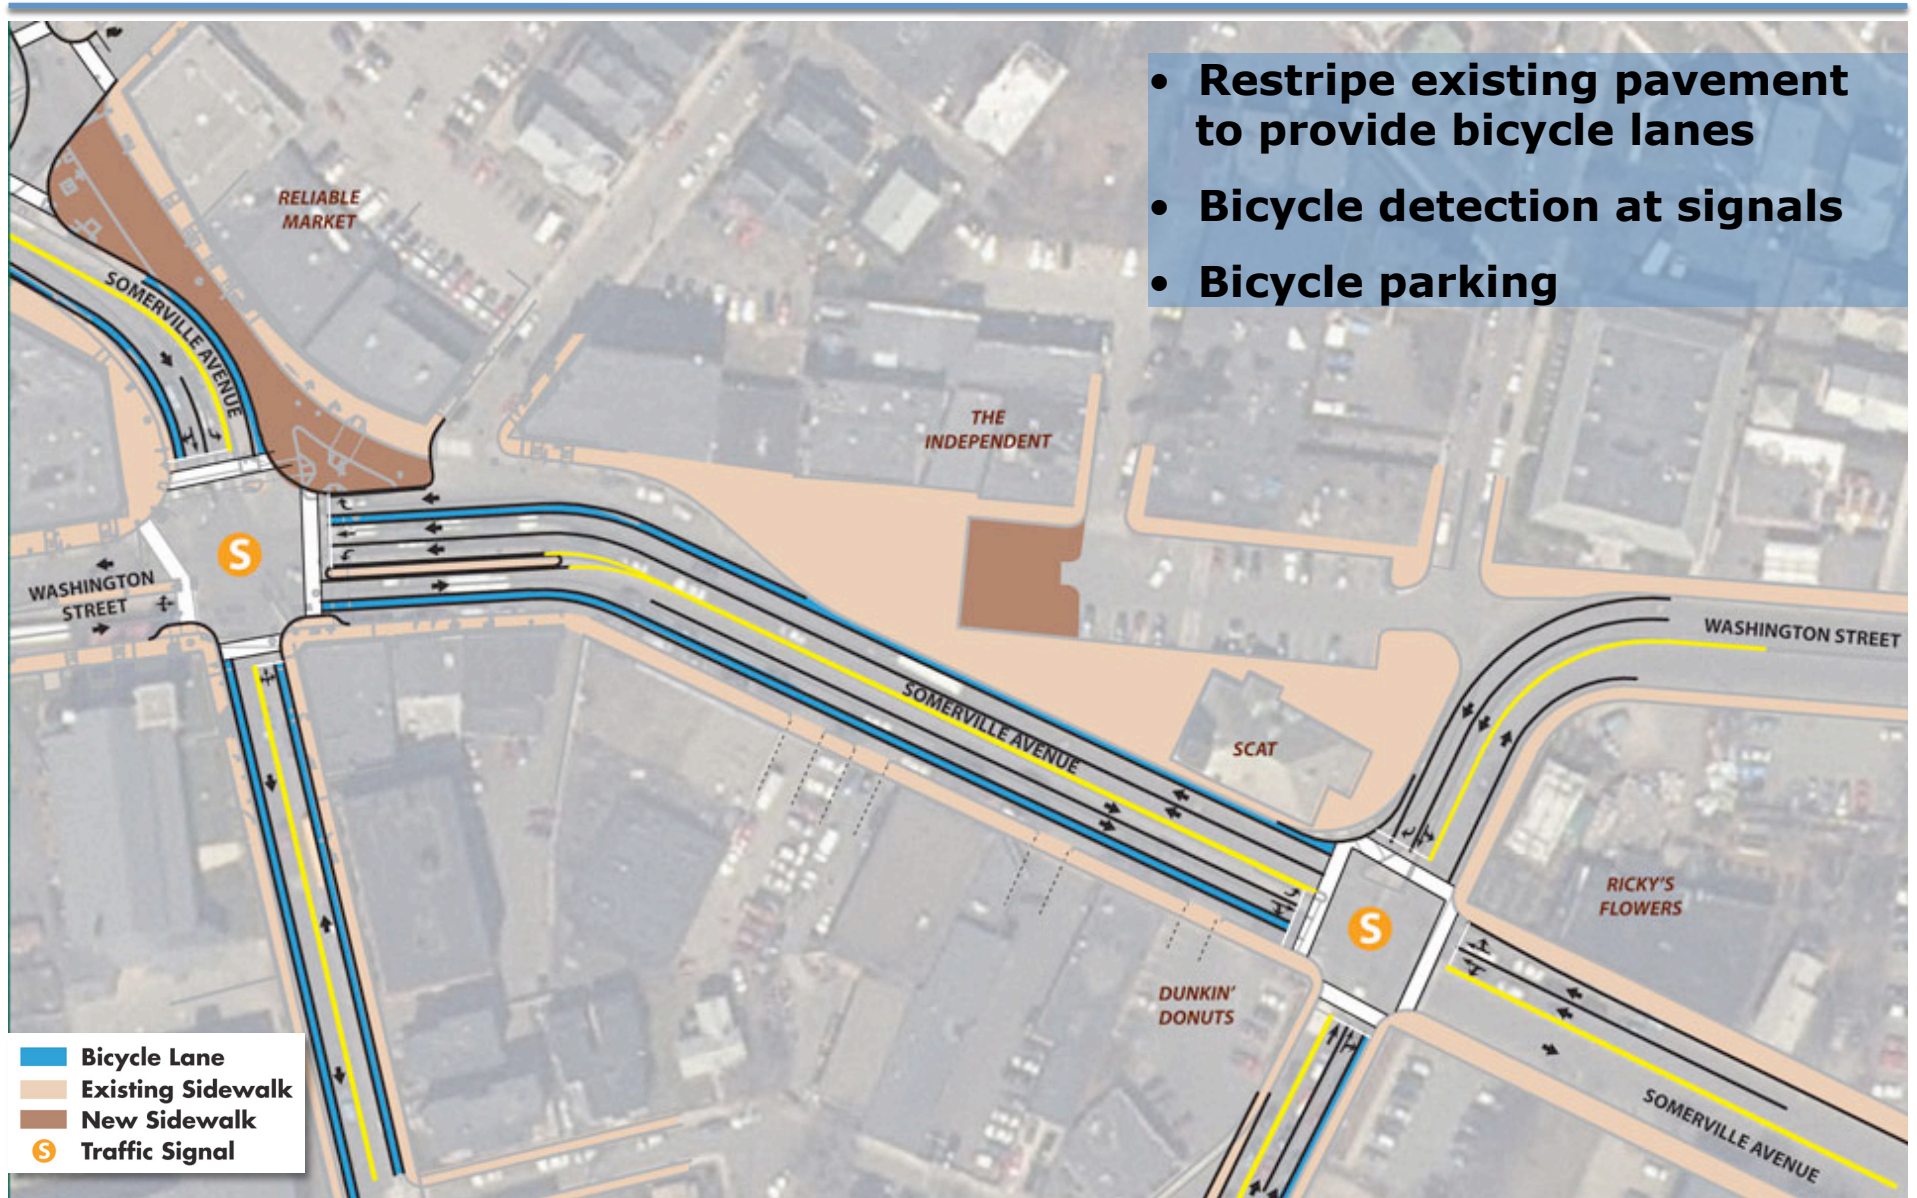 • Restripe existing pavement
to provide bicycle lanes
• Bicycle detection at signals
• Bicycle parking
RELIABLE
MARKET
SOMERVILLE AVENUE
THE
INDEPENDENT
S
WASHINGTON
STREET
WASHINGTON STREET
SOMERVILLE AVENUE
SCAT
RICKY'S
FLOWERS
S
DUNKIN'
DONUTS
SOMERVILLE AVENUE
Bicycle Lane
Existing Sidewalk
New Sidewalk
S Traffic Signal